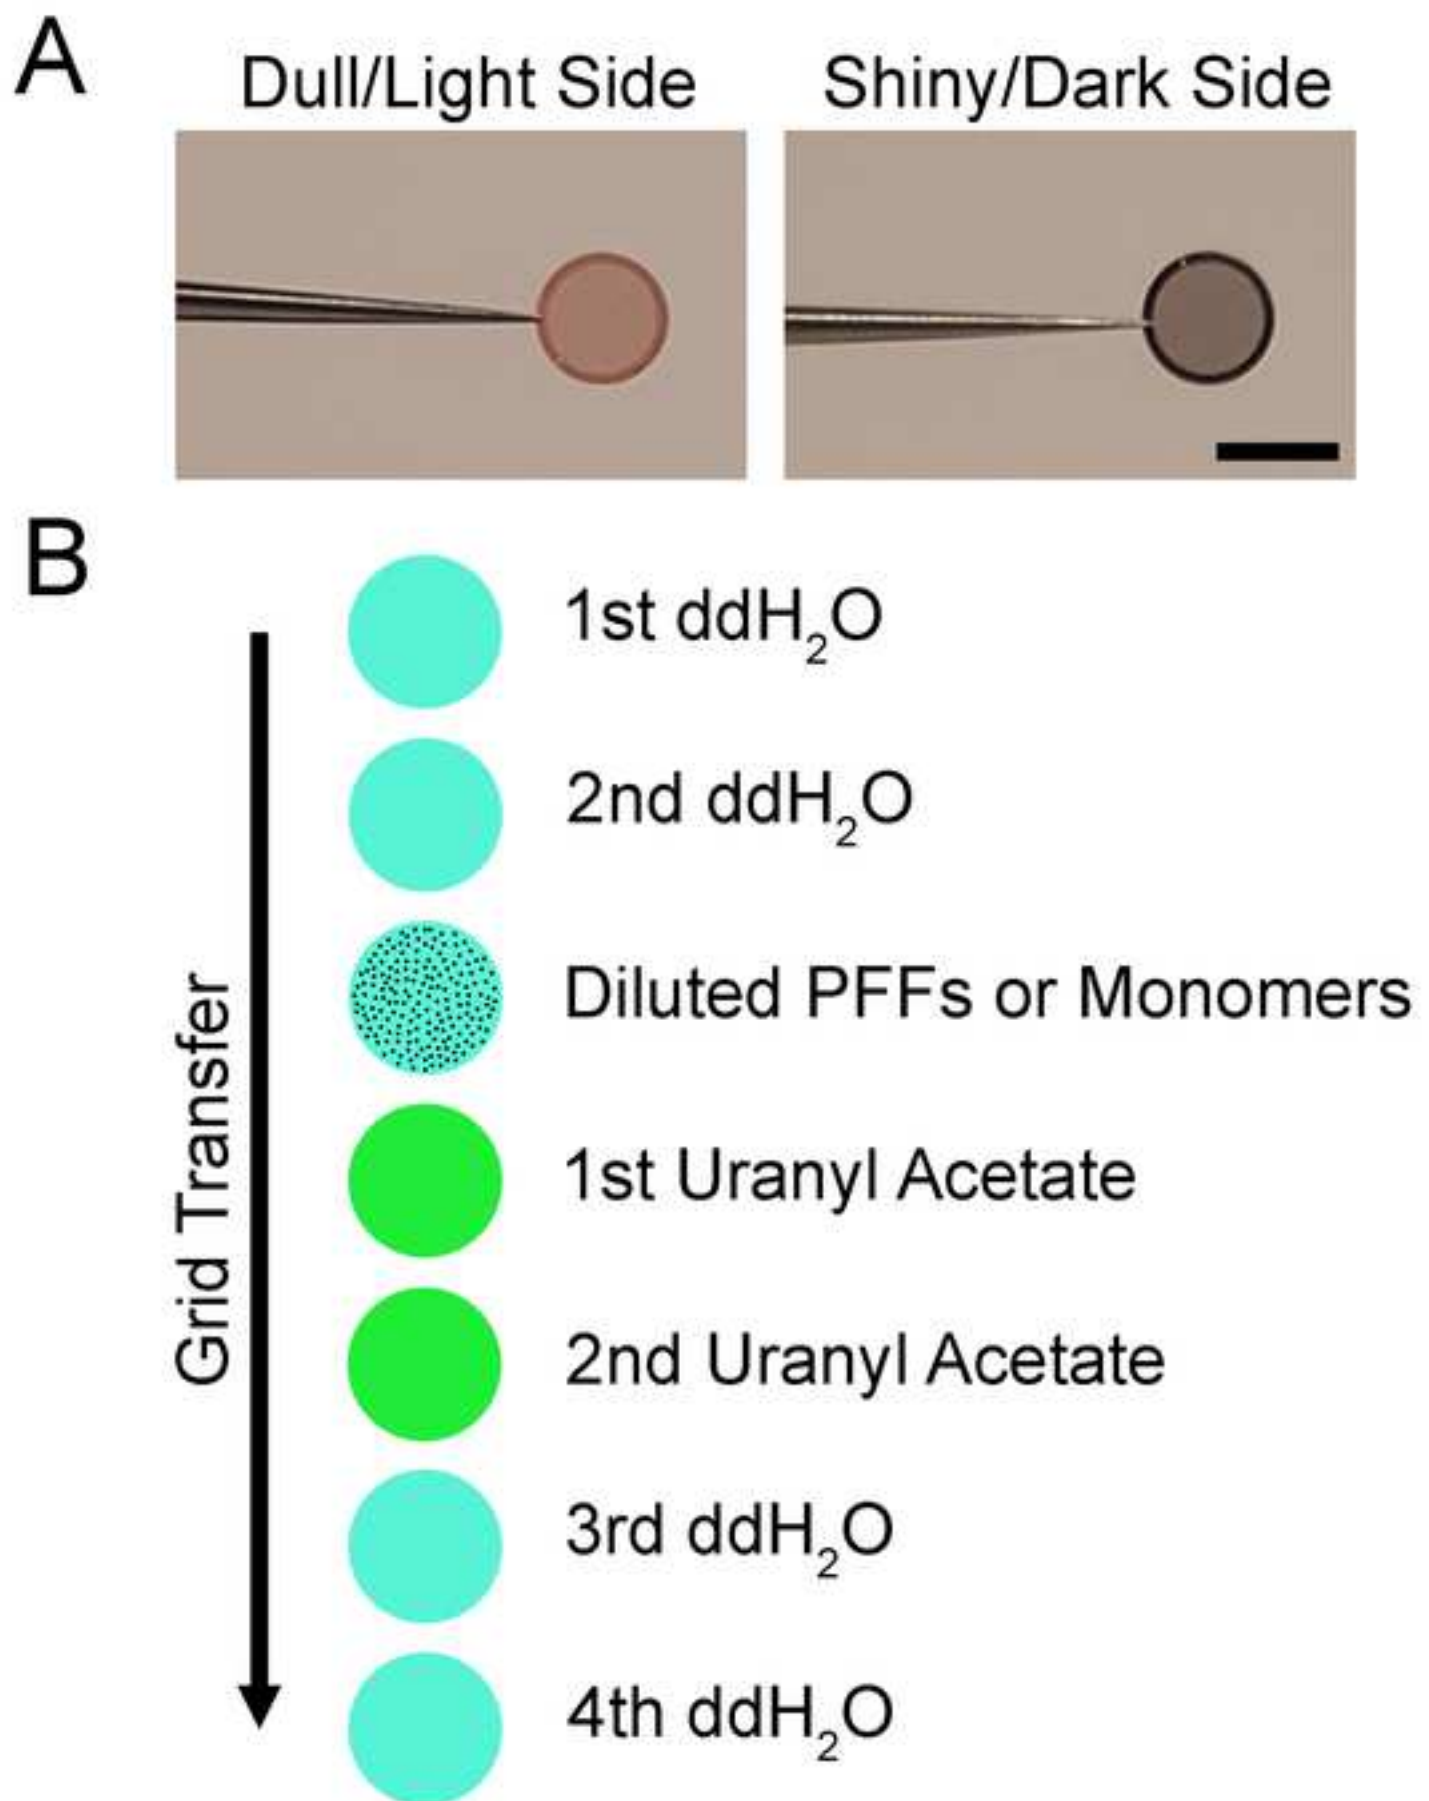 A
Dull/Light Side
Shiny/Dark Side
B
Grid Transfer
1st ddH₂O
2nd ddH₂O
Diluted PFFs or Monomers
1st Uranyl Acetate
2nd Uranyl Acetate
3rd ddH₂O
4th ddH₂O